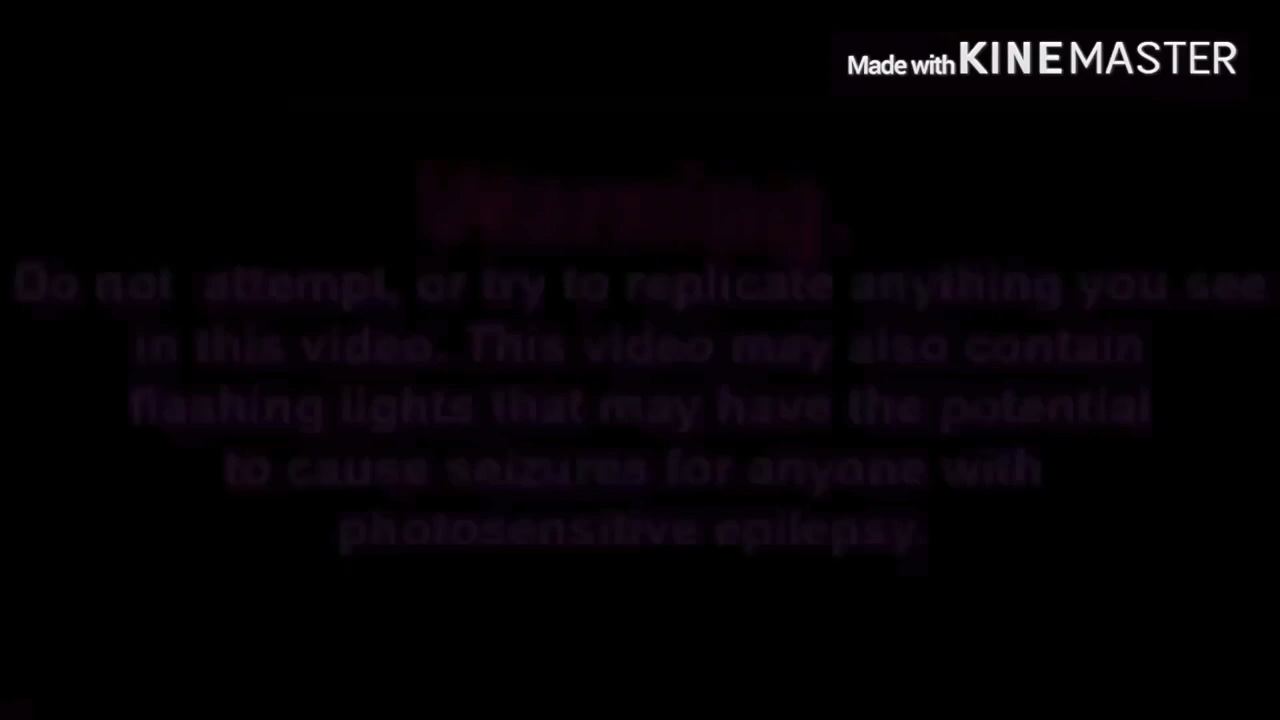 Made with KINEMASTER
Warning.
Do not attempt, or try to replicate anything you see
in this video. This video may also contain
flashing lights that may have the potential
to cause seizures for anyone with
photosensitive epilepsy.